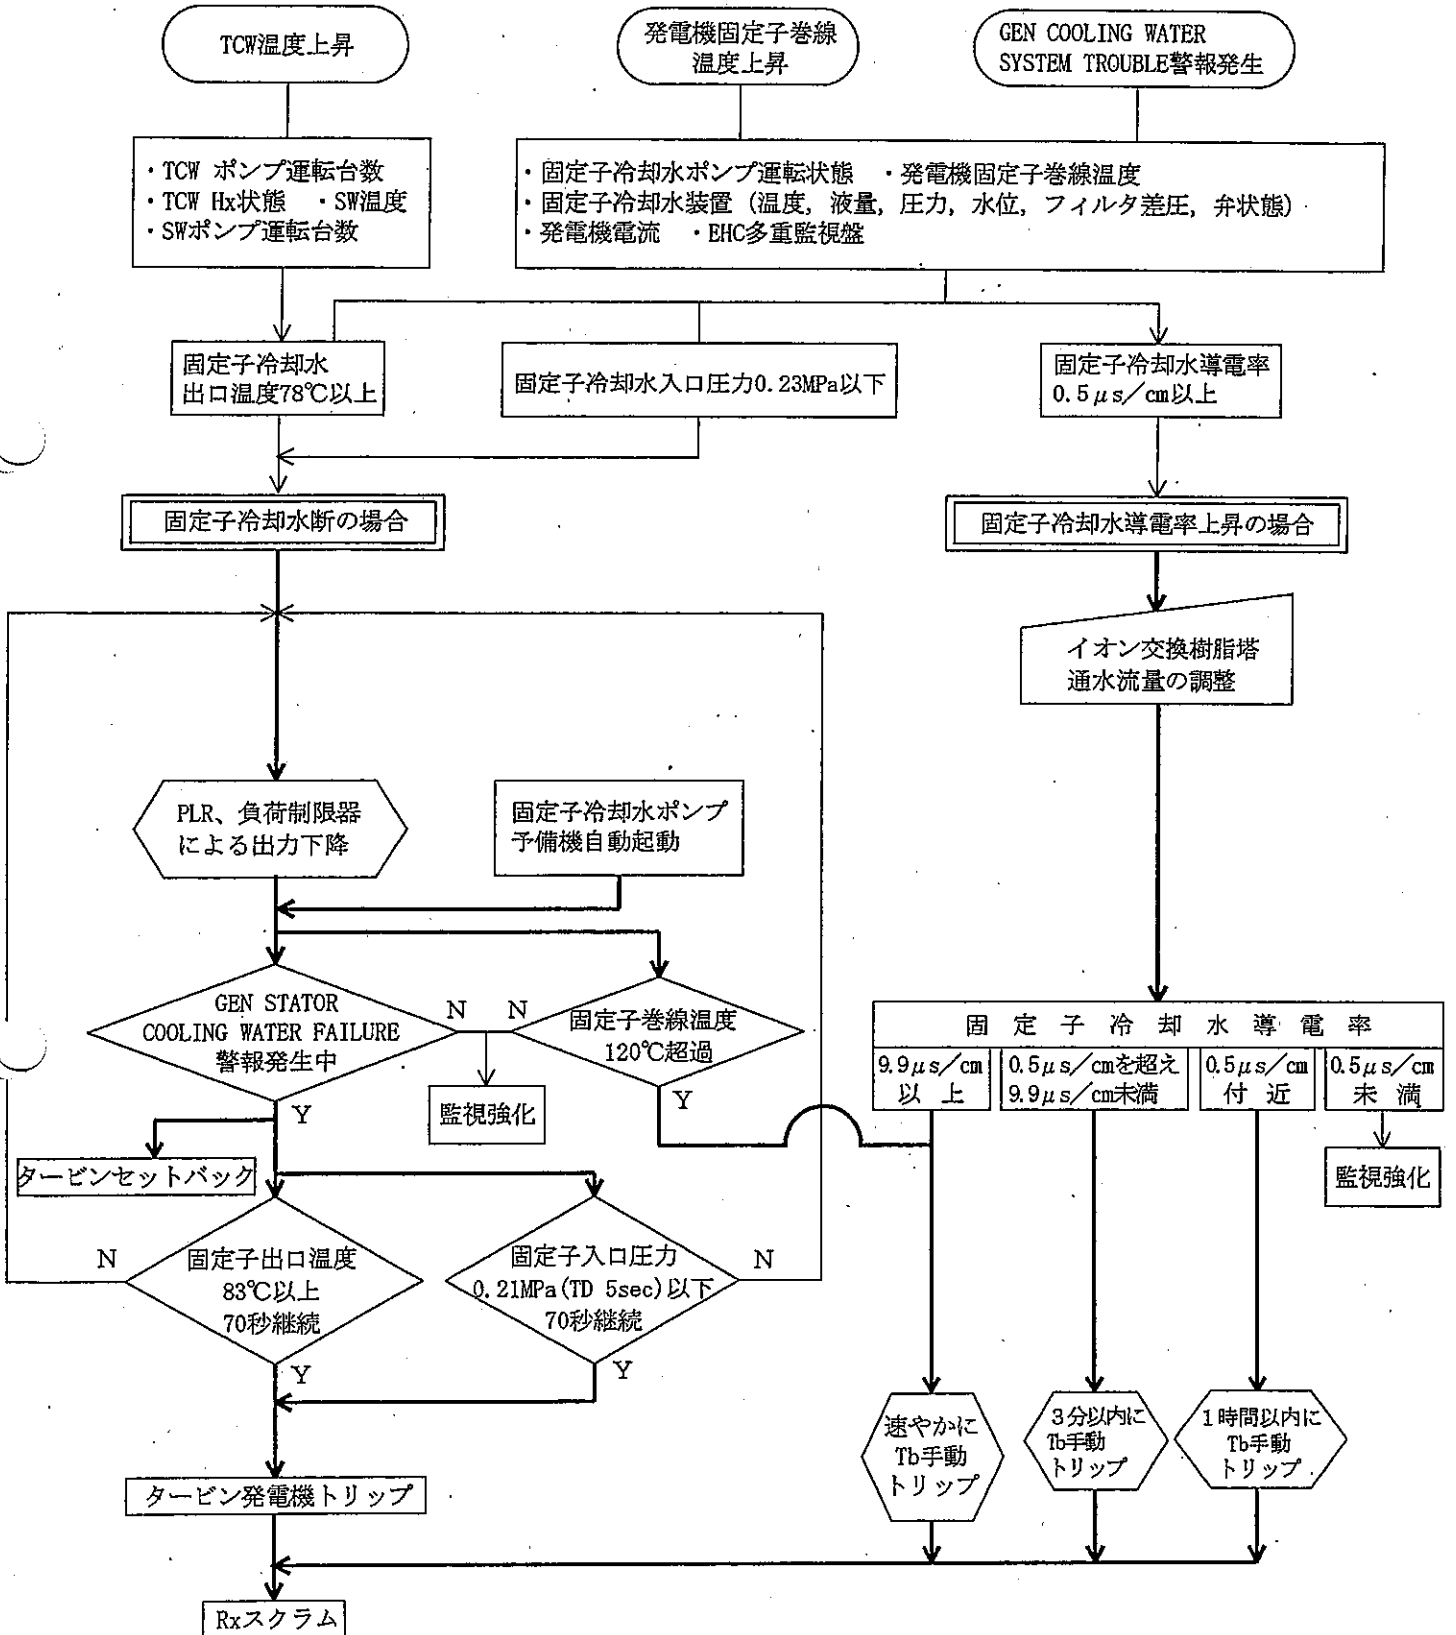 TCW温度上昇
発電機固定子巻線
温度上昇
GEN COOLING WATER
SYSTEM TROUBLE警報発生
・TCW ポンプ運転台数
・TCW Hx状態 ・SW温度
・SWポンプ運転台数
・固定子冷却水ポンプ運転状態 ・発電機固定子巻線温度
・固定子冷却水装置(温度, 液量, 圧力, 水位, フィルタ差圧, 弁状態)
・発電機電流 ・EHC多重監視盤
固定子冷却水
出口温度78℃以上
固定子冷却水入口圧力0.23MPa以下
固定子冷却水導電率
0.5μs/cm以上
固定子冷却水断の場合
固定子冷却水導電率上昇の場合
イオン交換樹脂塔
通水流量の調整
PLR、負荷制限器
による出力下降
固定子冷却水ポンプ
予備機自動起動
GEN STATOR
COOLING WATER FAILURE
警報発生中
N
N
固定子巻線温度
120℃超過
Y
Y
監視強化
固定子冷却水導電率
9.9μs/cm
以上
0.5μs/cmを超え
9.9μs/cm未満
0.5μs/cm
付近
0.5μs/cm
未満
監視強化
タービンセットバック
N
固定子出口温度
83℃以上
70秒継続
固定子入口圧力
0.21MPa(TD 5sec)以下
70秒継続
N
Y
Y
速やかに
Tb手動
トリップ
3分以内に
Tb手動
トリップ
1時間以内に
Tb手動
トリップ
タービン発電機トリップ
Rxスクラム